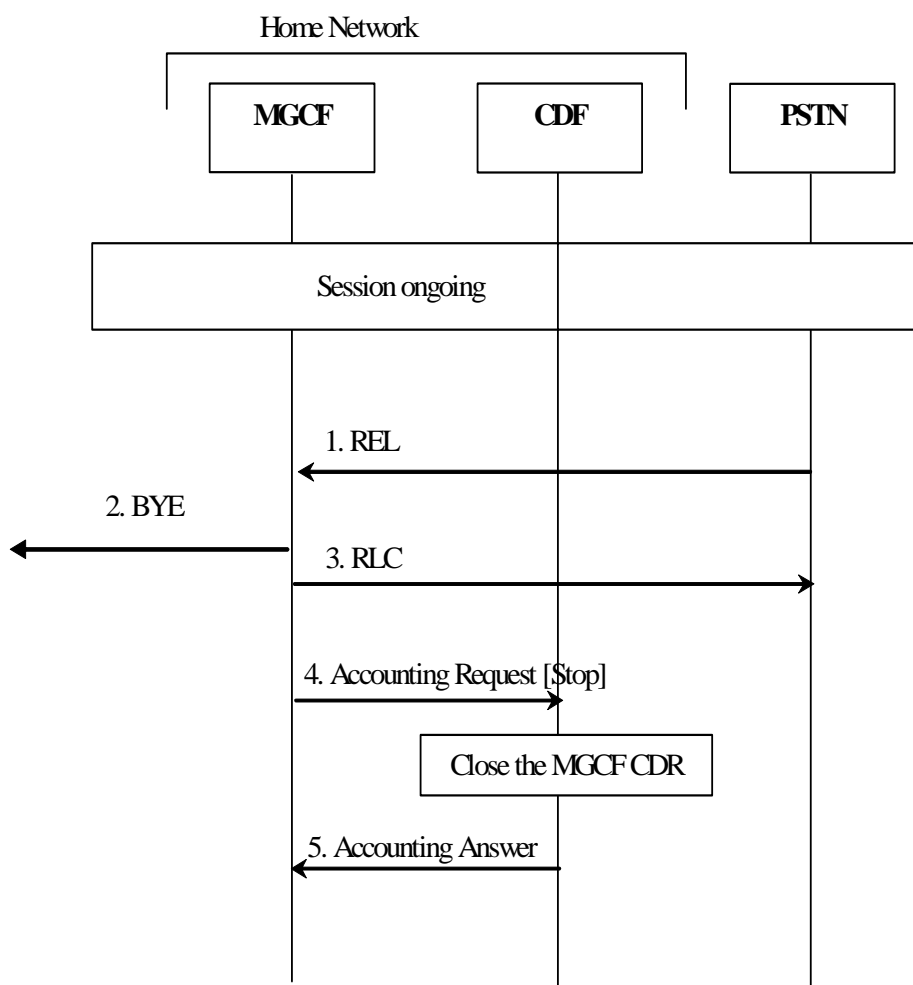 Home Network
MGCF
CDF
PSTN
Session ongoing
1. REL
2. BYE
3. RLC
4. Accounting Request [Stop]
Close the MGCF CDR
5. Accounting Answer